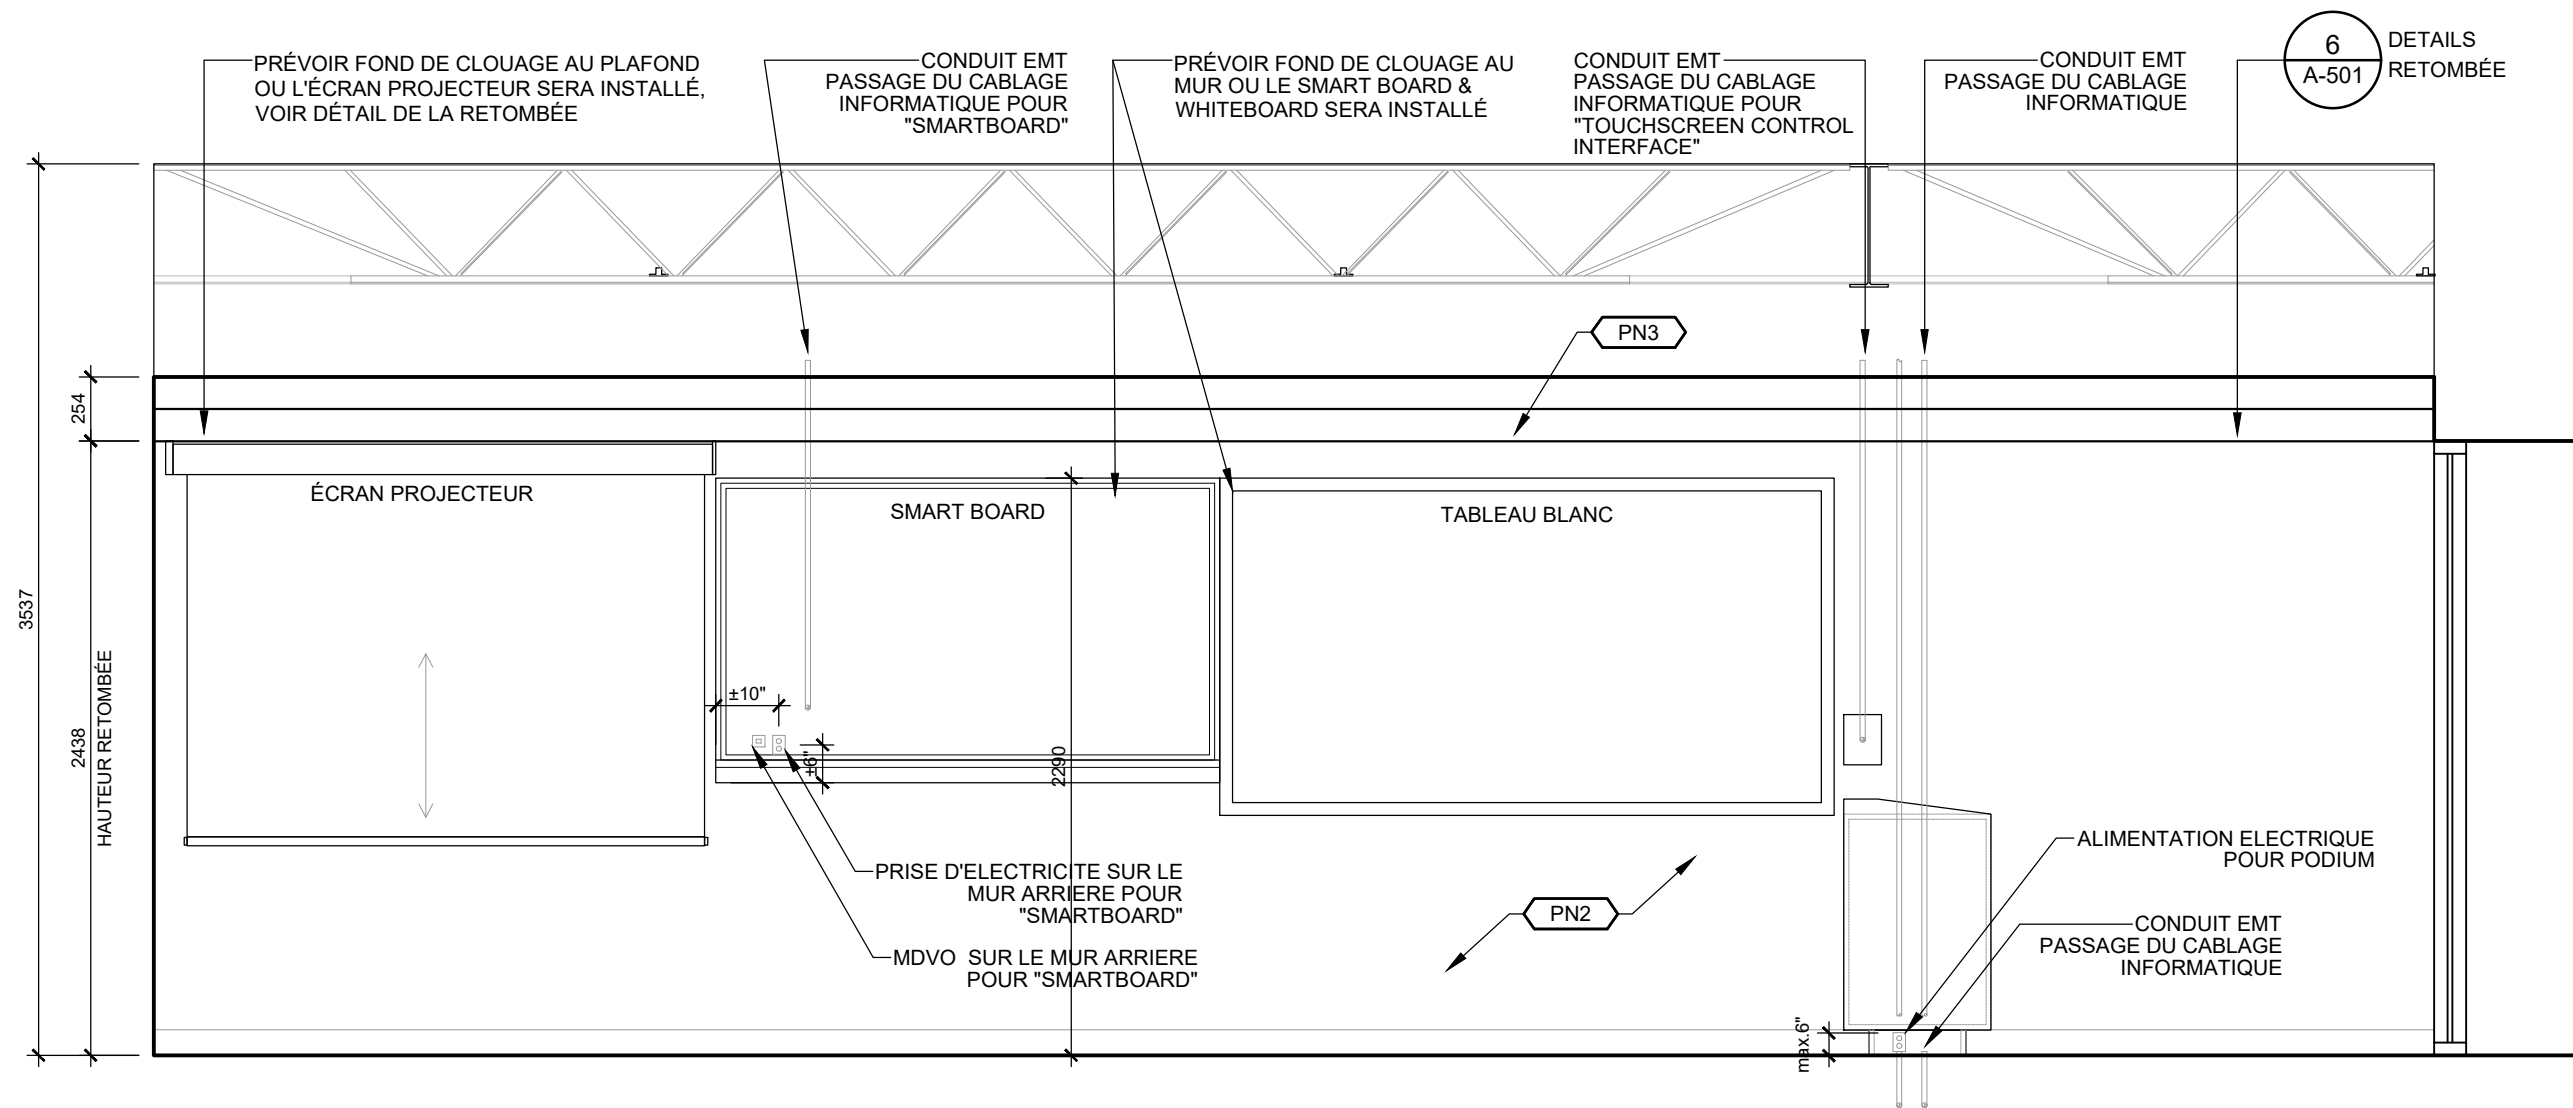 PRÉVOIR FOND DE CLOUAGE AU PLAFOND
OU L'ÉCRAN PROJECTEUR SERA INSTALLÉ,
VOIR DÉTAIL DE LA RETOMBÉE
CONDUIT EMT
PASSAGE DU CABLAGE
INFORMATIQUE POUR
"SMARTBOARD"
PRÉVOIR FOND DE CLOUAGE AU
MUR OU LE SMART BOARD &
WHITEBOARD SERA INSTALLÉ
CONDUIT EMT
PASSAGE DU CABLAGE
INFORMATIQUE POUR
"TOUCHSCREEN CONTROL
INTERFACE"
CONDUIT EMT
PASSAGE DU CABLAGE
INFORMATIQUE
6
A-501
DETAILS
RETOMBÉE
PN3
254
3537
2438
HAUTEUR RETOMBÉE
ÉCRAN PROJECTEUR
SMART BOARD
TABLEAU BLANC
±10"
±6"
2290
PRISE D'ELECTRICITE SUR LE
MUR ARRIERE POUR
"SMARTBOARD"
MDVO SUR LE MUR ARRIERE
POUR "SMARTBOARD"
PN2
ALIMENTATION ELECTRIQUE
POUR PODIUM
CONDUIT EMT
PASSAGE DU CABLAGE
INFORMATIQUE
max.6"